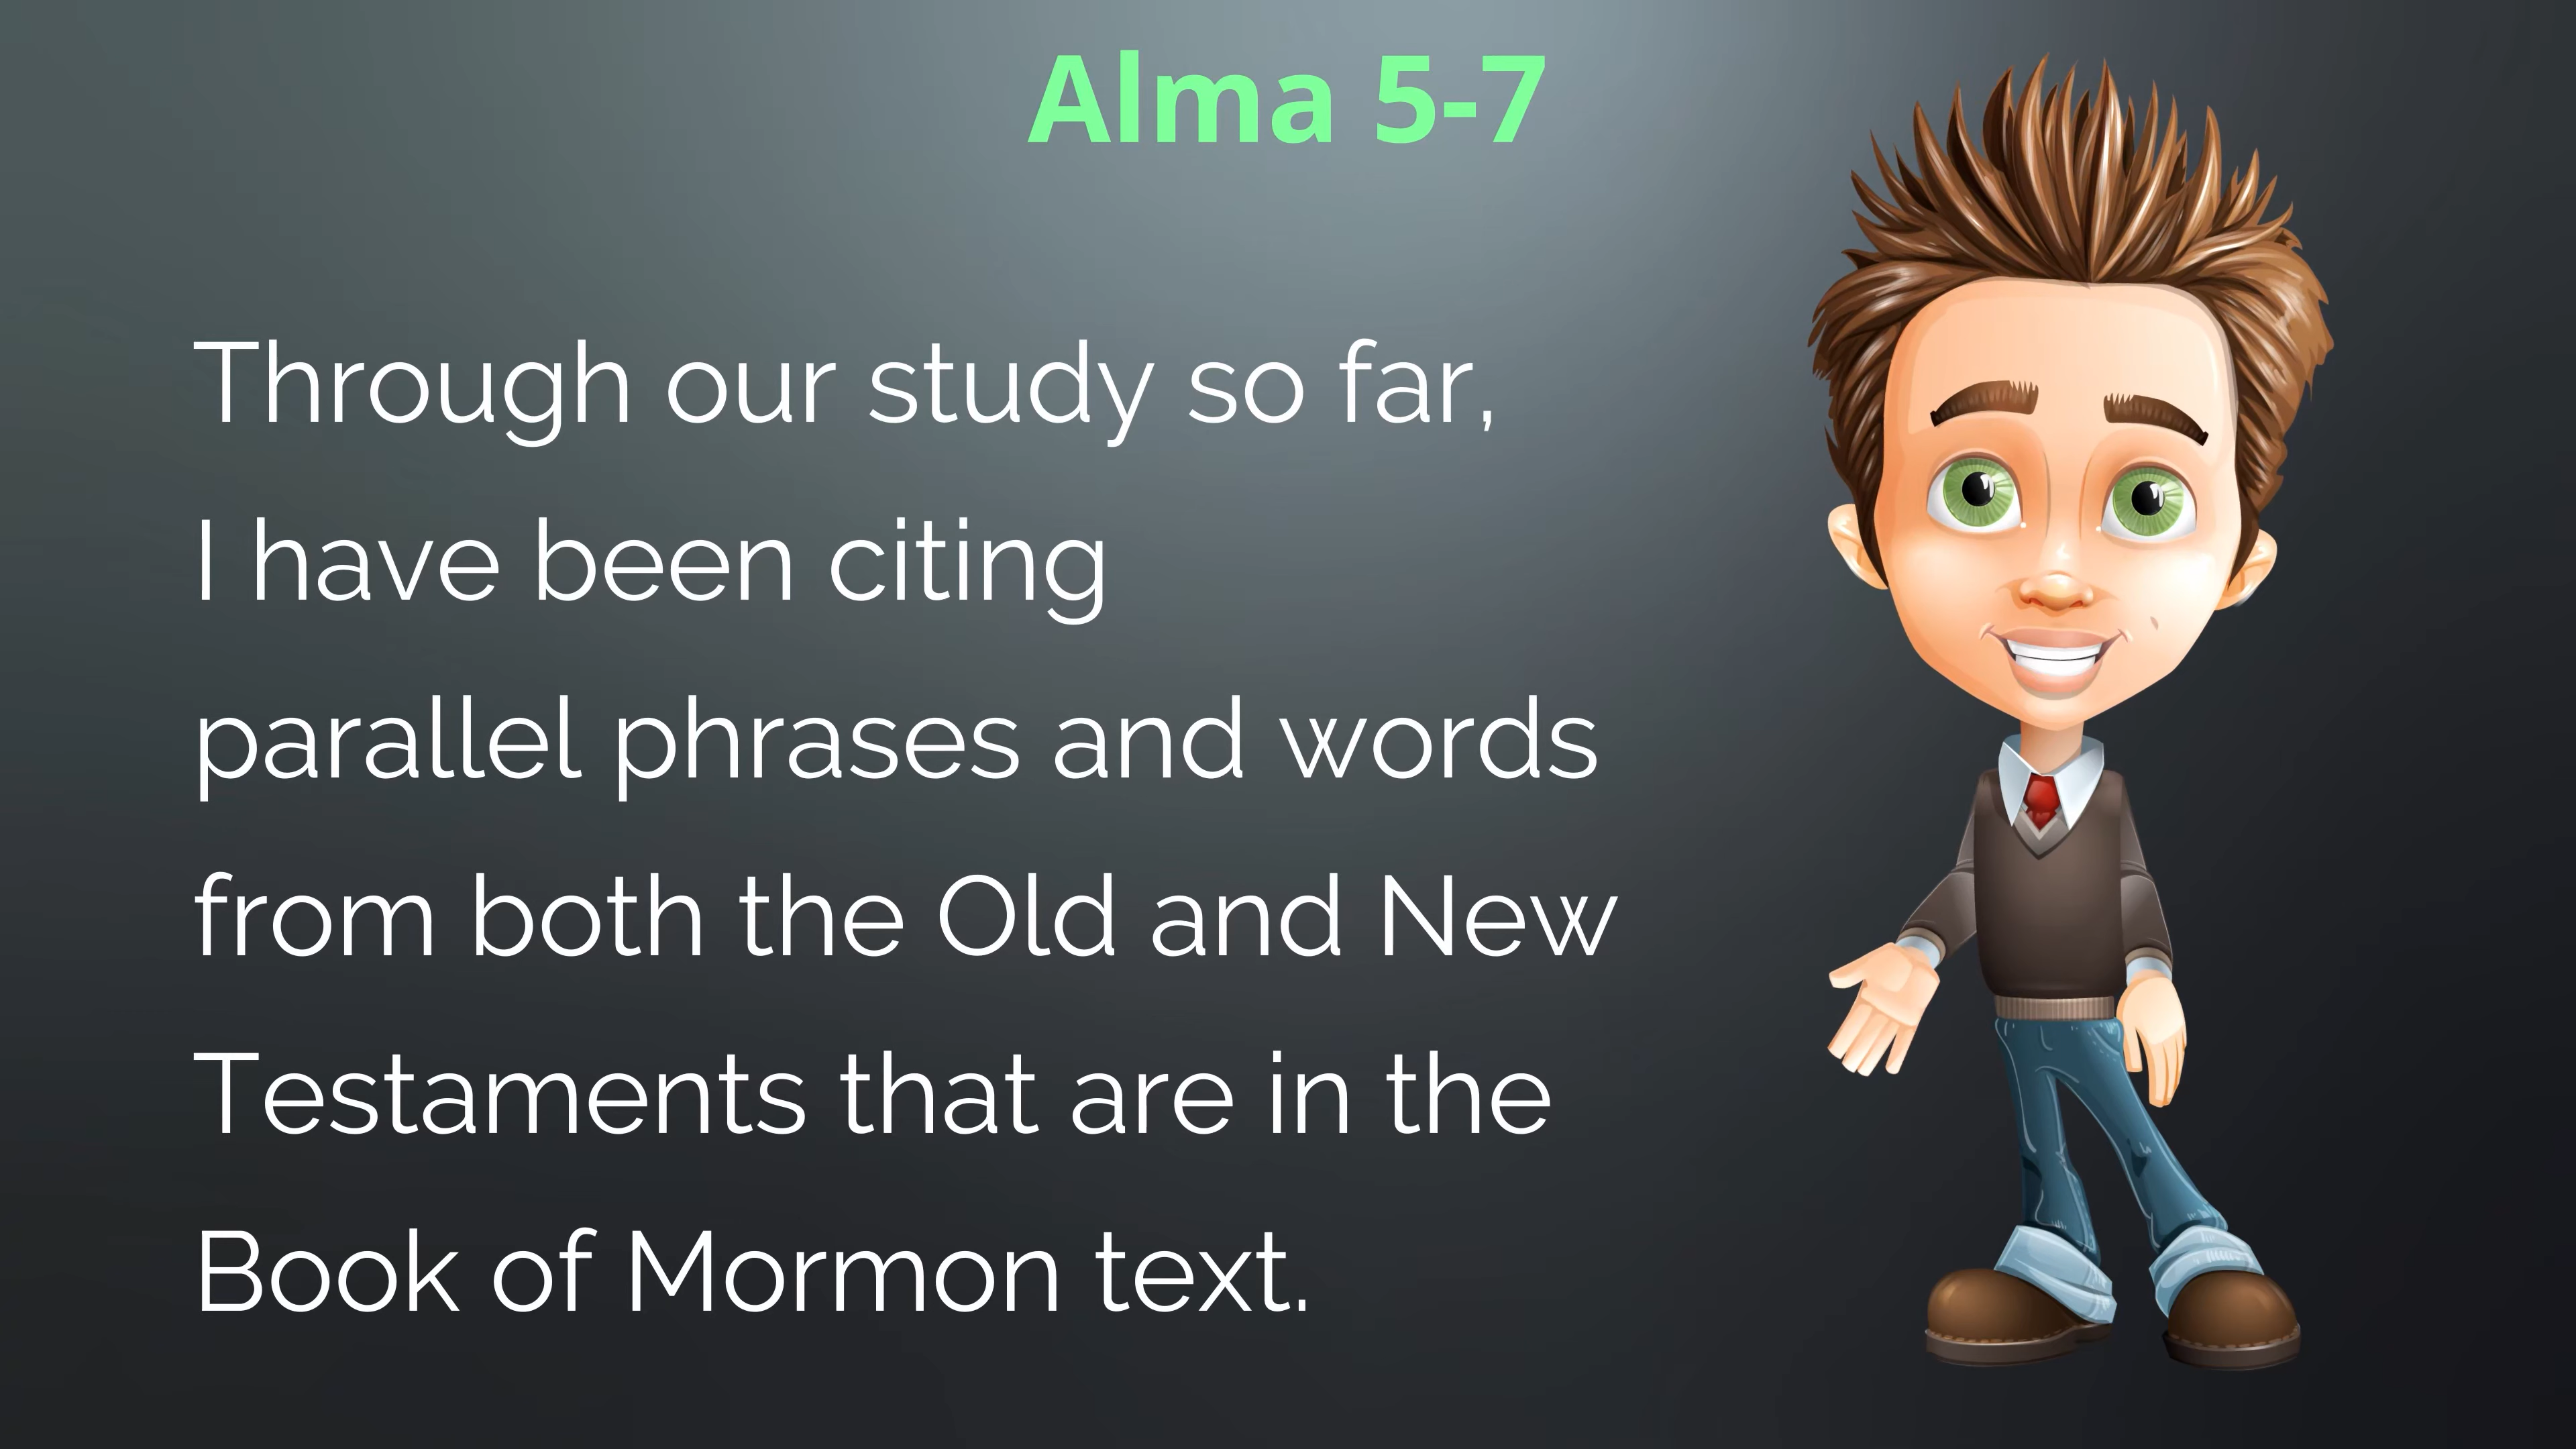 Alma 5-7
Through our study so far,
I have been citing
parallel phrases and words
from both the Old and New
Testaments that are in the
Book of Mormon text.